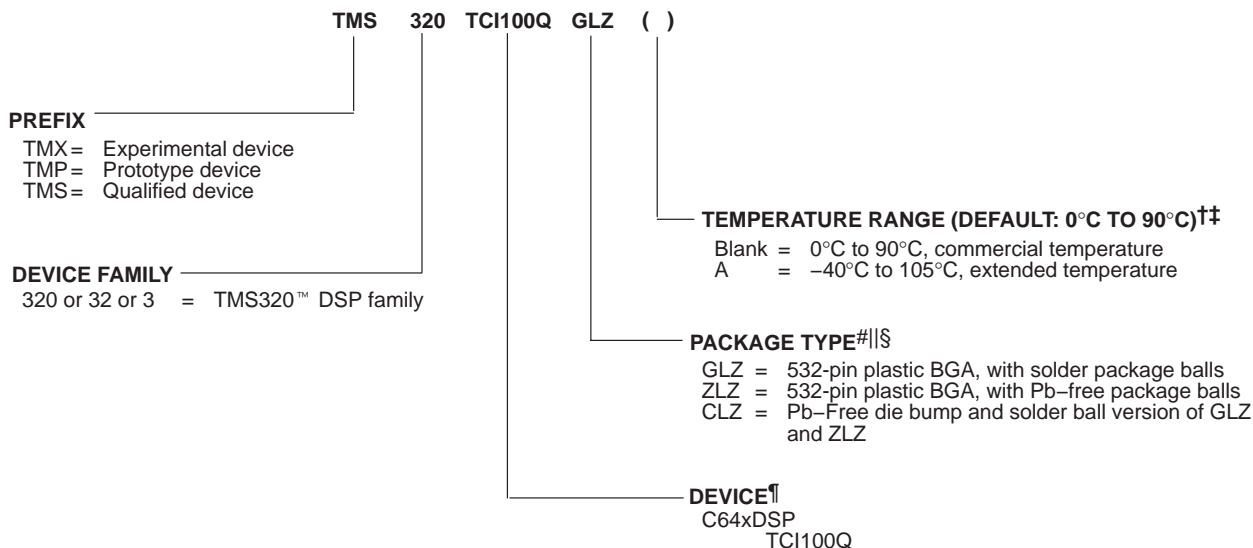 TMS 320 TCI100Q GLZ ( )
PREFIX
TMX = Experimental device
TMP = Prototype device
TMS = Qualified device
TEMPERATURE RANGE (DEFAULT: 0°C TO 90°C)†‡
Blank = 0°C to 90°C, commercial temperature
A = −40°C to 105°C, extended temperature
DEVICE FAMILY
320 or 32 or 3 = TMS320™ DSP family
PACKAGE TYPE#||§
GLZ = 532-pin plastic BGA, with solder package balls
ZLZ = 532-pin plastic BGA, with Pb−free package balls
CLZ = Pb−Free die bump and solder ball version of GLZ
and ZLZ
DEVICE¶
C64xDSP
TCI100Q